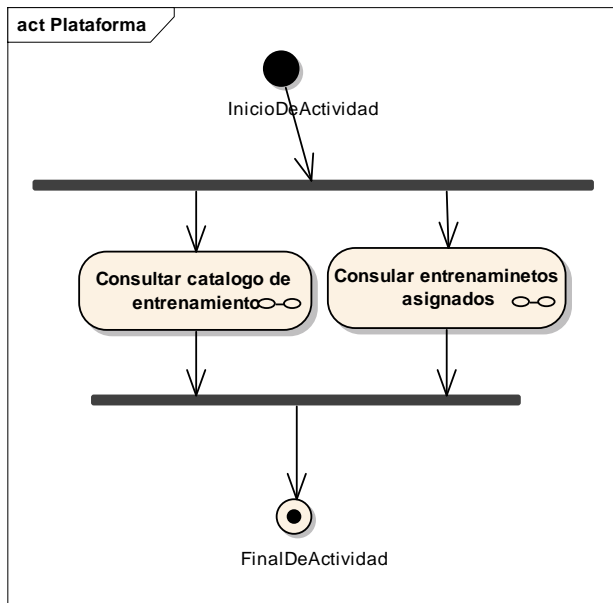 act Plataforma
InicioDeActividad
Consultar catalogo de
entrenamiento
Consular entrenaminetos
asignados
FinalDeActividad